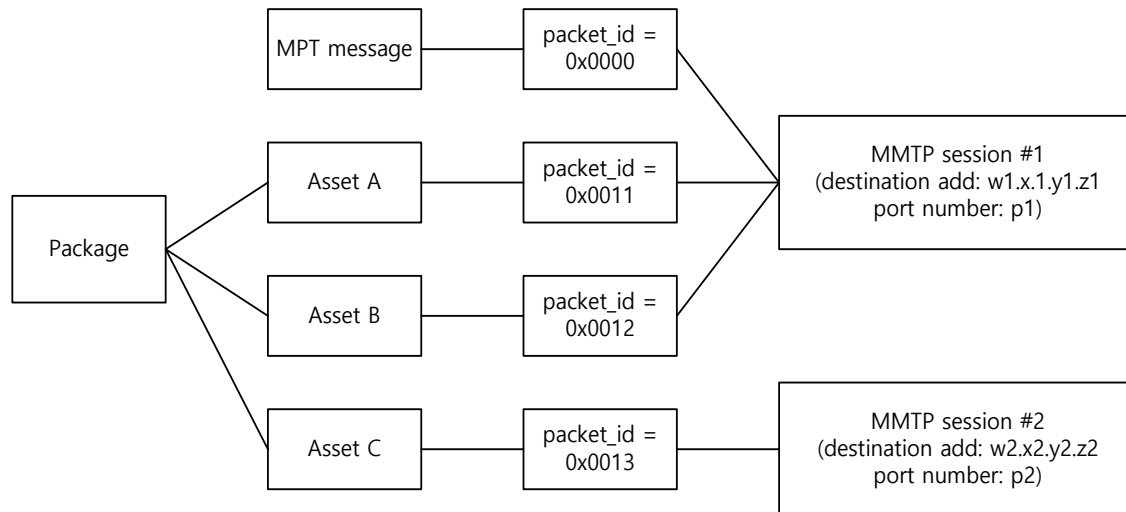 MPT message
packet_id =
0x0000
MMTP session #1
(destination add: w1.x.1.y1.z1
port number: p1)
Asset A
packet_id =
0x0011
Package
Asset B
packet_id =
0x0012
Asset C
packet_id =
0x0013
MMTP session #2
(destination add: w2.x2.y2.z2
port number: p2)